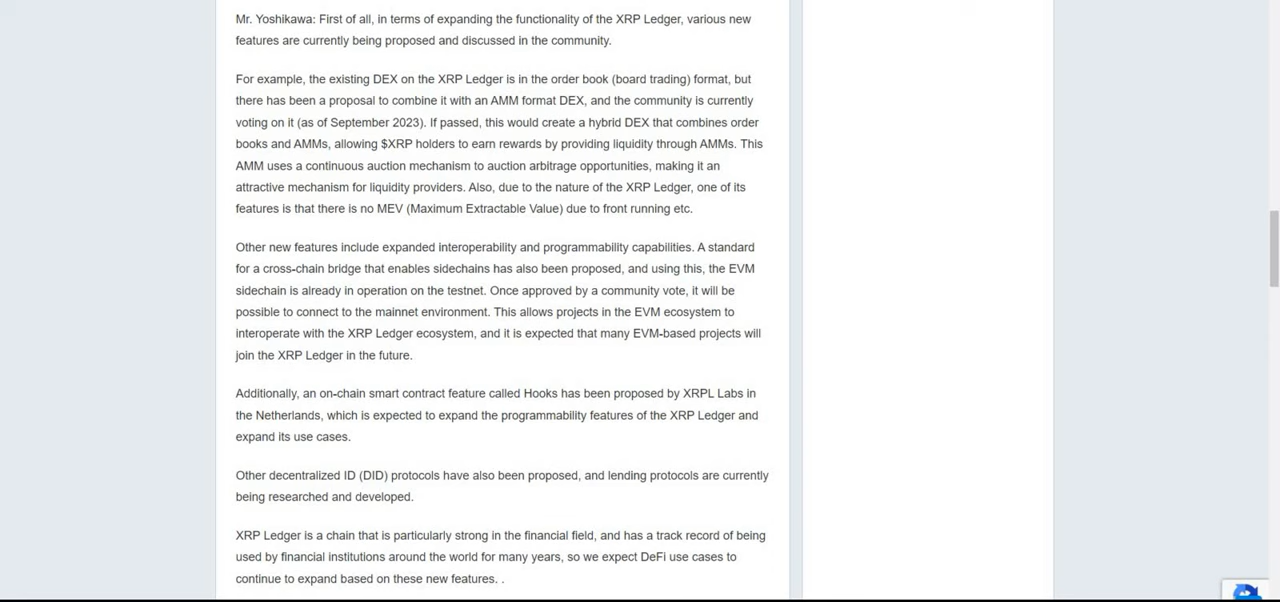 Mr. Yoshikawa: First of all, in terms of expanding the functionality of the XRP Ledger, various new
features are currently being proposed and discussed in the community.
For example, the existing DEX on the XRP Ledger is in the order book (board trading) format, but
there has been a proposal to combine it with an AMM format DEX, and the community is currently
voting on it (as of September 2023). If passed, this would create a hybrid DEX that combines order
books and AMMs, allowing $XRP holders to earn rewards by providing liquidity through AMMs. This
AMM uses a continuous auction mechanism to auction arbitrage opportunities, making it an
attractive mechanism for liquidity providers. Also, due to the nature of the XRP Ledger, one of its
features is that there is no MEV (Maximum Extractable Value) due to front running etc.
Other new features include expanded interoperability and programmability capabilities. A standard
for a cross-chain bridge that enables sidechains has also been proposed, and using this, the EVM
sidechain is already in operation on the testnet. Once approved by a community vote, it will be
possible to connect to the mainnet environment. This allows projects in the EVM ecosystem to
interoperate with the XRP Ledger ecosystem, and it is expected that many EVM-based projects will
join the XRP Ledger in the future.
Additionally, an on-chain smart contract feature called Hooks has been proposed by XRPL Labs in
the Netherlands, which is expected to expand the programmability features of the XRP Ledger and
expand its use cases.
Other decentralized ID (DID) protocols have also been proposed, and lending protocols are currently
being researched and developed.
XRP Ledger is a chain that is particularly strong in the financial field, and has a track record of being
used by financial institutions around the world for many years, so we expect DeFi use cases to
continue to expand based on these new features. .